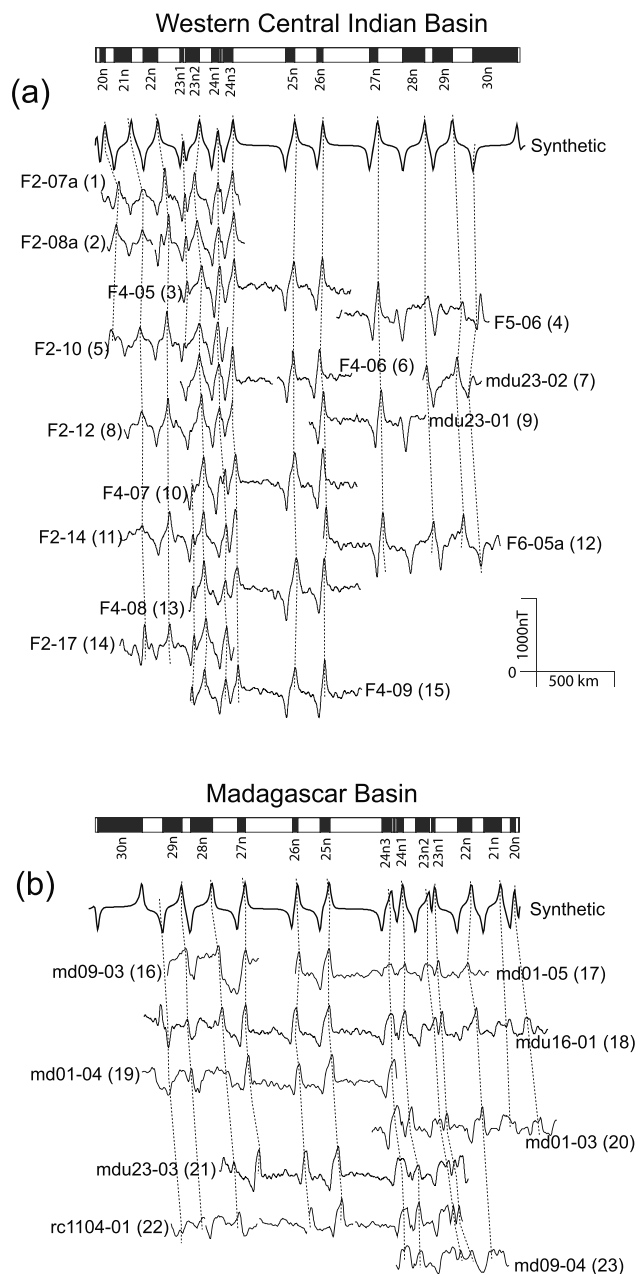 Western Central Indian Basin
20n 21n 22n 23n1 23n2 24n1 24n3 25n 26n 27n 28n 29n 30n
(a)
Synthetic
F2-07a (1)
F2-08a (2)
F4-05 (3)
F5-06 (4)
F2-10 (5)
F4-06 (6)
mdu23-02 (7)
F2-12 (8)
mdu23-01 (9)
F4-07 (10)
F2-14 (11)
F6-05a (12)
F4-08 (13)
1000nT
F2-17 (14)
0
500 km
F4-09 (15)
Madagascar Basin
30n 29n 28n 27n 26n 25n 24n3 24n1 23n2 23n1 22n 21n 20n
(b)
Synthetic
md09-03 (16)
md01-05 (17)
mdu16-01 (18)
md01-04 (19)
md01-03 (20)
mdu23-03 (21)
rc1104-01 (22)
md09-04 (23)